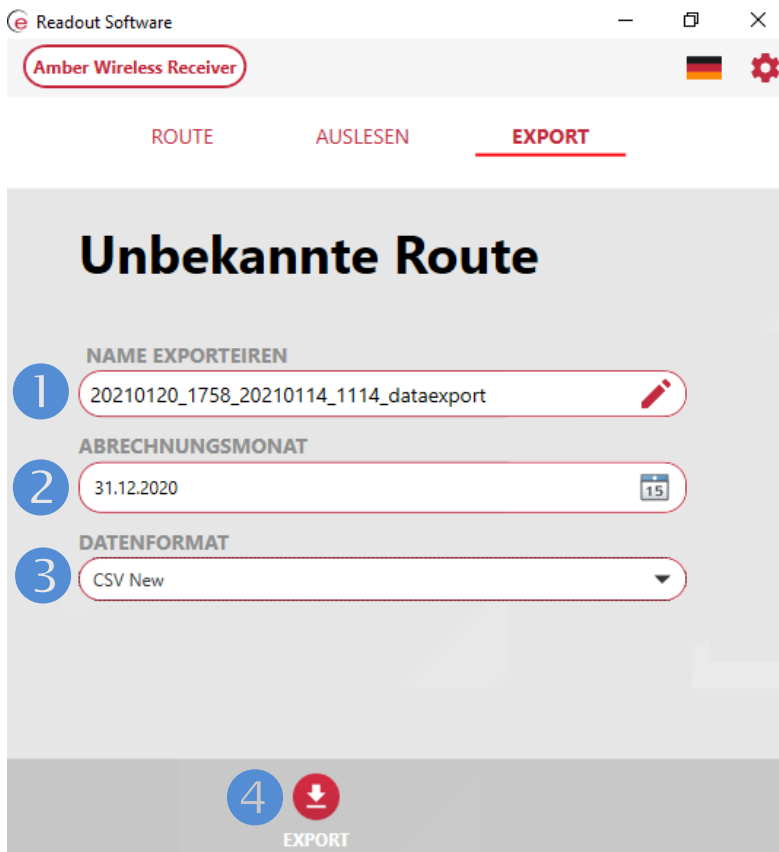 e Readout Software
Amber Wireless Receiver
ROUTE AUSLESEN EXPORT
Unbekannte Route
NAME EXPORTEIREN
1 20210120_1758_20210114_1114_dataexport
ABRECHNUNGSMONAT
2 31.12.2020 15
DATENFORMAT
3 CSV New
4
EXPORT